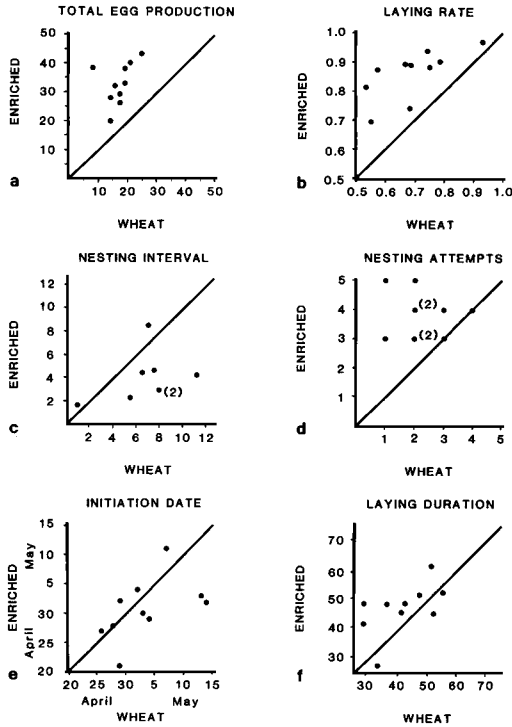 TOTAL EGG PRODUCTION
50
40
30
20
10
ENRICHED
10 20 30 40 50
a
WHEAT
LAYING RATE
1.0
0.9
0.8
0.7
0.6
0.5
ENRICHED
0.5 0.6 0.7 0.8 0.9 1.0
b
WHEAT
NESTING INTERVAL
12
10
8
6
4
2
ENRICHED
(2)
2 4 6 8 10 12
c
WHEAT
NESTING ATTEMPTS
5
4
3
2
1
ENRICHED
(2)
(2)
1 2 3 4 5
d
WHEAT
INITIATION DATE
15
10
5
30
25
20
May
April
ENRICHED
20 25 30 5 10 15
April May
e
WHEAT
LAYING DURATION
70
60
50
40
30
ENRICHED
30 40 50 60 70
f
WHEAT